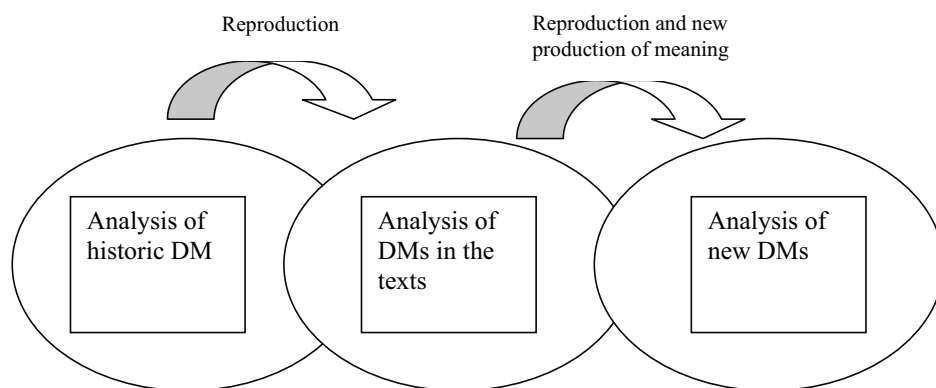 Reproduction
Reproduction and new
production of meaning
Analysis of
historic DM
Analysis of
DMs in the
texts
Analysis of
new DMs